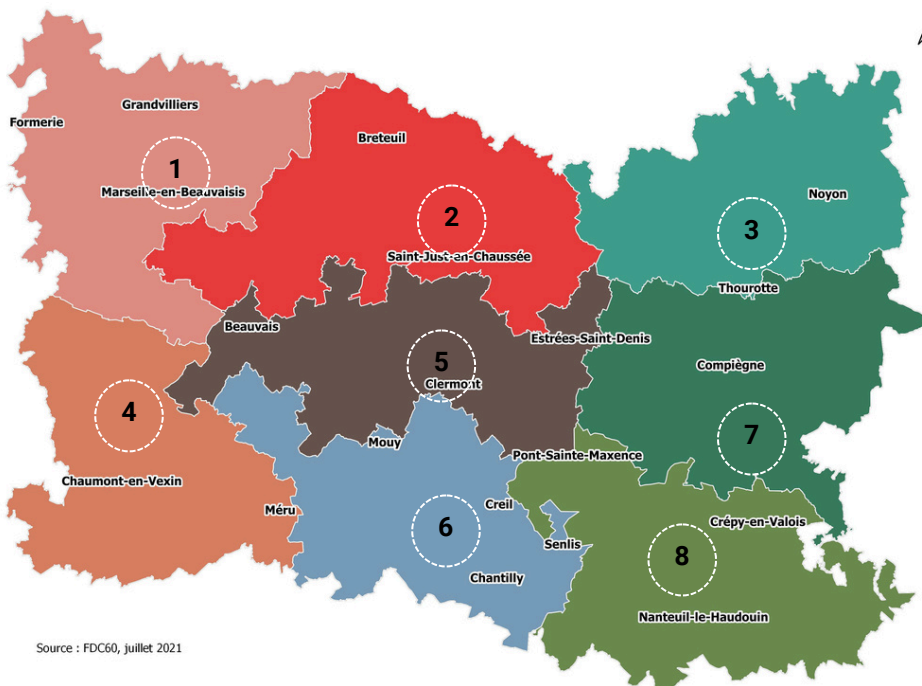 Grandvilliers
Formerie
Breteuil
1
Marseille-en-Beauvaisis
Noyon
2
3
Saint-Just-en-Chaussée
Thourotte
Beauvais
Estrées-Saint-Denis
5
Compiègne
Clermont
4
Mouy
7
Pont-Sainte-Maxence
Chaumont-en-Vexin
Méru
Creil
Crépy-en-Valois
6
Senlis
8
Chantilly
Nanteuil-le-Haudouin
Source : FDC60, juillet 2021